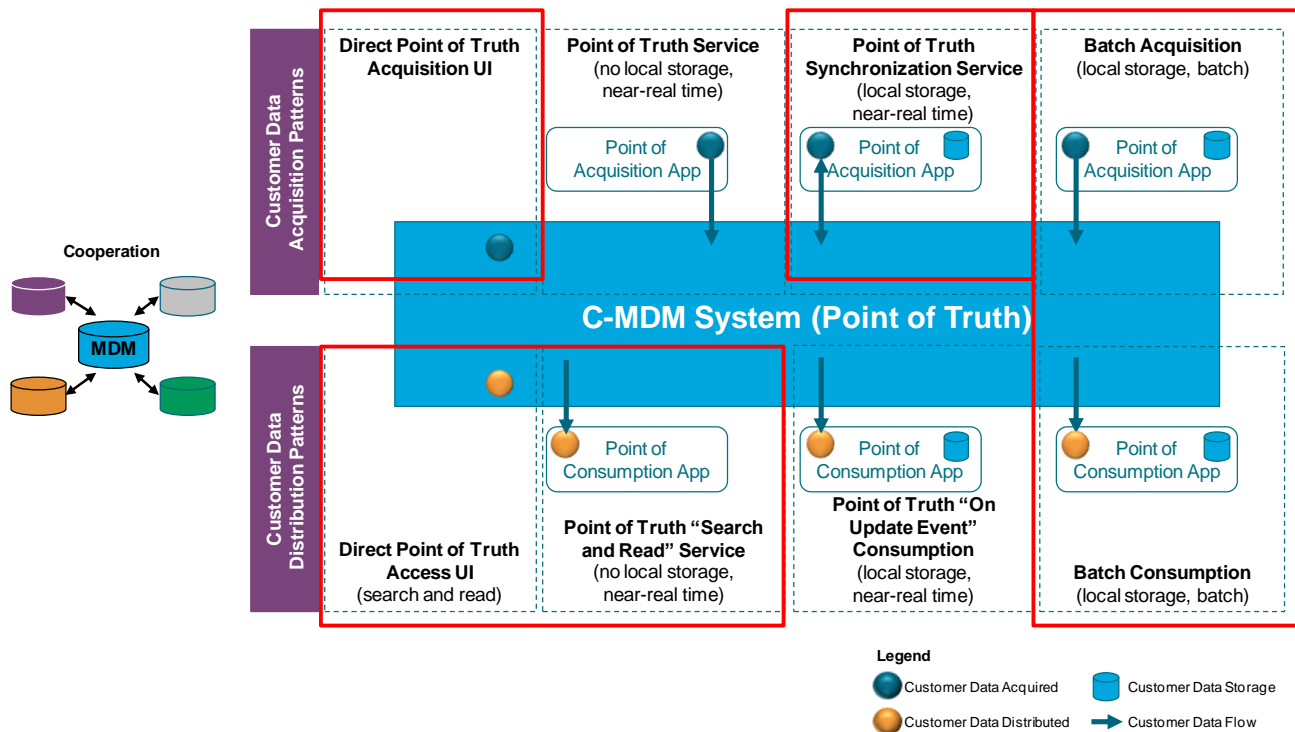 Customer Data
Acquisition Patterns
Direct Point of Truth
Acquisition UI
Point of Truth Service
(no local storage,
near-real time)
Point of
Acquisition App
Point of Truth
Synchronization Service
(local storage,
near-real time)
Point of
Acquisition App
Batch Acquisition
(local storage, batch)
Point of
Acquisition App
Cooperation
MDM
C-MDM System (Point of Truth)
Customer Data
Distribution Patterns
Direct Point of Truth
Access UI
(search and read)
Point of
Consumption App
Point of Truth “Search
and Read” Service
(no local storage,
near-real time)
Point of
Consumption App
Point of Truth “On
Update Event”
Consumption
(local storage,
near-real time)
Point of
Consumption App
Batch Consumption
(local storage, batch)
Legend
Customer Data Acquired
Customer Data Storage
Customer Data Distributed
Customer Data Flow